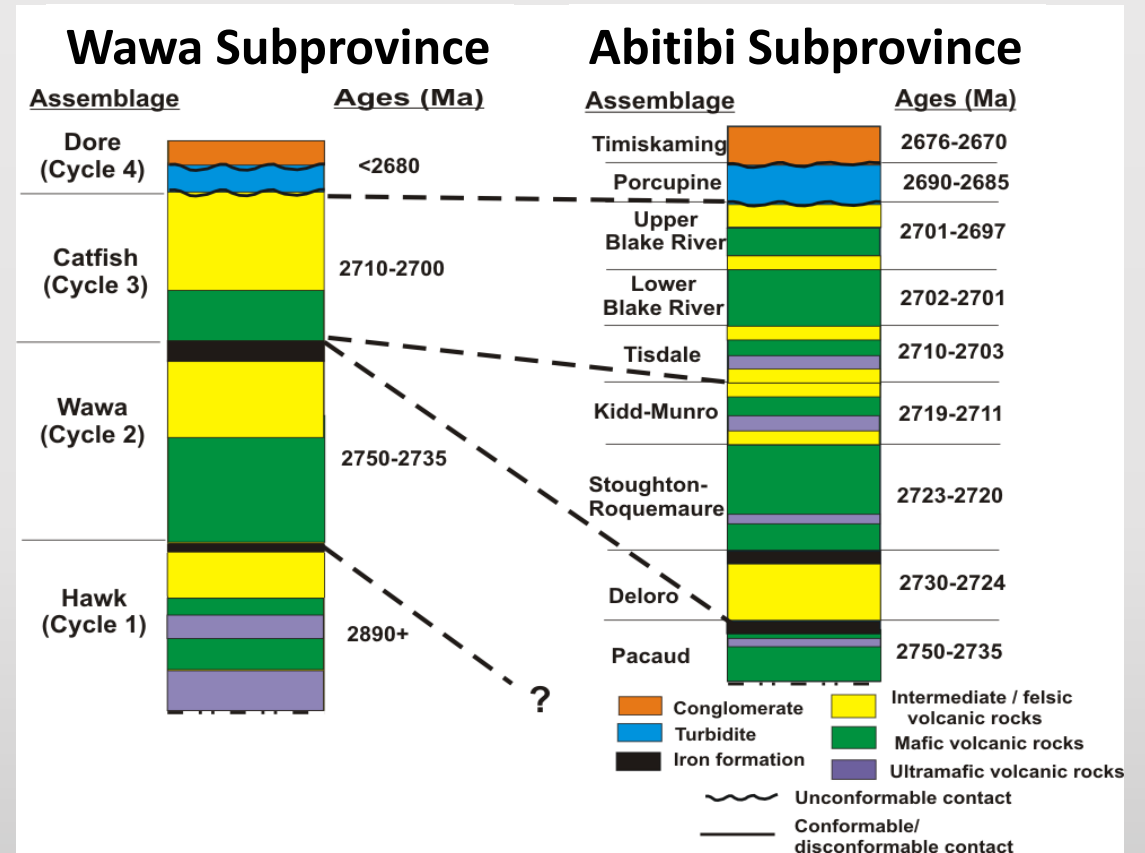 Wawa Subprovince
Abitibi Subprovince
Assemblage
Ages (Ma)
Dore
(Cycle 4)
<2680
Catfish
(Cycle 3)
2710-2700
Wawa
(Cycle 2)
2750-2735
Hawk
(Cycle 1)
2890+
?
Assemblage
Ages (Ma)
Timiskaming
2676-2670
Porcupine
2690-2685
Upper
Blake River
2701-2697
Lower
Blake River
2702-2701
Tisdale
2710-2703
Kidd-Munro
2719-2711
Stoughton-
Roquemaure
2723-2720
Deloro
2730-2724
Pacaud
2750-2735
Conglomerate
Turbidite
Iron formation
Intermediate / felsic
volcanic rocks
Mafic volcanic rocks
Ultramafic volcanic rocks
Unconformable contact
Conformable/
disconformable contact